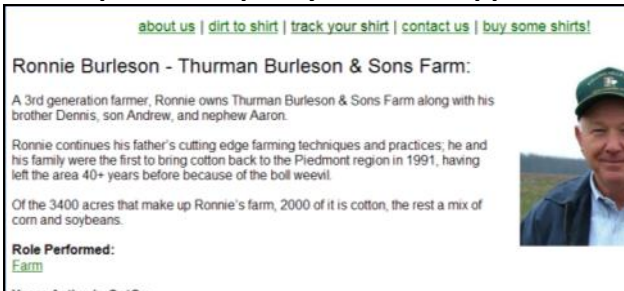 about us | dirt to shirt | track your shirt | contact us | buy some shirts!
Ronnie Burleson - Thurman Burleson & Sons Farm:
A 3rd generation farmer, Ronnie owns Thurman Burleson & Sons Farm along with his
brother Dennis, son Andrew, and nephew Aaron.
Ronnie continues his father's cutting edge farming techniques and practices; he and
his family were the first to bring cotton back to the Piedmont region in 1991, having
left the area 40+ years before because of the boll weevil.
Of the 3400 acres that make up Ronnie's farm, 2000 of it is cotton, the rest a mix of
corn and soybeans.
Role Performed:
Farm